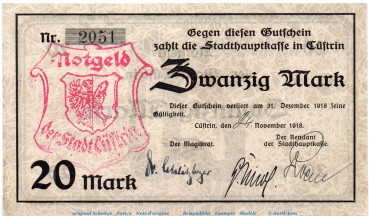 Gegen diesen Gutschein
Nr. 2051
zahlt die Stadthauptkasse in Cüstrin
Notgeld
der Stadt Cüstrin
Zwanzig Mark
Dieser Gutschein verliert am 31. Dezember 1918 seine
Gültigkeit.
Cüstrin, den November 1918.
Der Magistrat.
Der Rendant
der Stadthauptkasse.
20 Mark